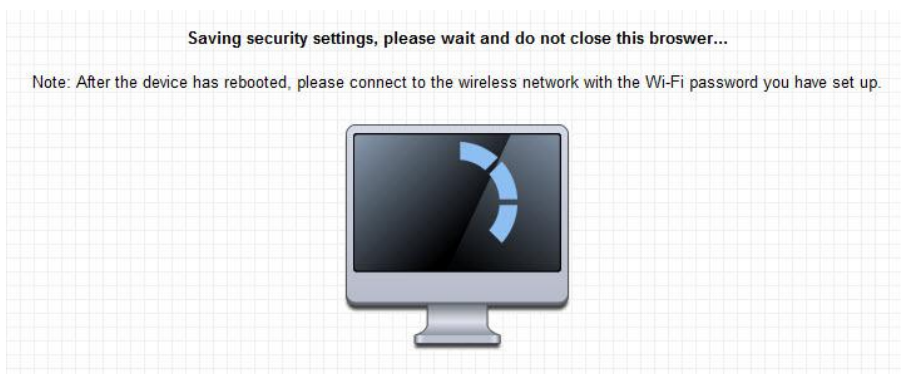 Saving security settings, please wait and do not close this broswer...
Note: After the device has rebooted, please connect to the wireless network with the Wi-Fi password you have set up.